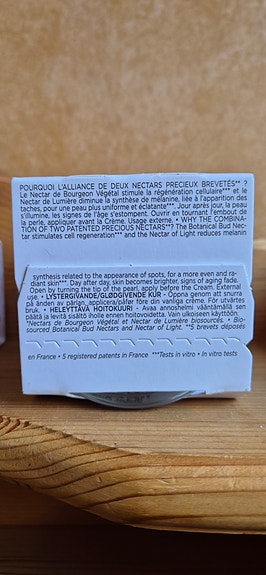 POURQUOI L'ALLIANCE DE DEUX NECTARS PRECIEUX BREVETÉS** ?
Le Nectar de Bourgeon Végétal stimule la régénération cellulaire*** et le
Nectar de Lumière diminue la synthèse de mélanine, liée à l'apparition des
taches, pour une peau plus uniforme et éclatante***. Jour après jour, la peau
s'illumine, les signes de l'âge s'estompent. Ouvrir en tournant l'embout de
la perle, appliquer avant la Crème. Usage externe. • WHY THE COMBINA-
TION OF TWO PATENTED PRECIOUS NECTARS**? The Botanical Bud Nec-
tar stimulates cell regeneration*** and the Nectar of Light reduces melanin
synthesis related to the appearance of spots, for a more even and ra-
diant skin***. Day after day, skin becomes brighter, signs of aging fade.
Open by turning the tip of the pearl, apply before the Cream. External
use. • LYSTERGIVANDE/GLØDGIVENDE KUR - Öppna genom att snurra
på änden av pärlan, applicera/påfør före din vanliga crème. För utvärtes
bruk. • HELEYTTÄVÄ HOITOKUURI - Avaa annoshelmi vääntämällä sen
päätä ja levitä sisältö iholle ennen hoitovoidetta. Vain ulkoiseen käyttöön.
*Nectars de Bourgeon Végétal et Nectar de Lumière biosourcés. • Bio-
sourced Botanical Bud Nectars and Nectar of Light. **5 brevets déposés
en France • 5 registered patents in France ***Tests in vitro • In vitro tests